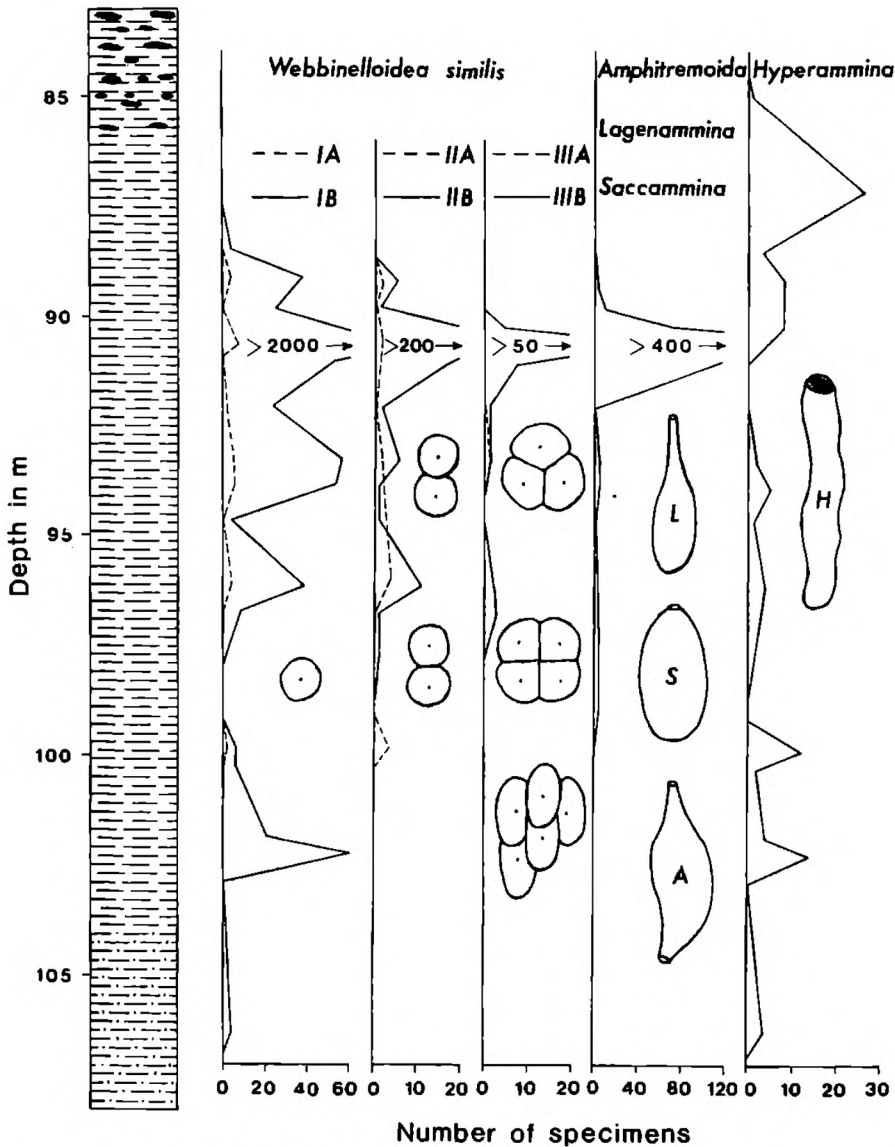 Webbinelloidea similis
Amphitremoida
Hyperammina
Lagenammina
Saccammina
IA
IB
IIA
IIB
IIIA
IIIB
85
90
95
100
105
Depth in m
>2000
>200
>50
>400
L
S
A
H
0 20 40 60
0 10 20
0 10 20
0 40 80 120
0 10 20 30
Number of specimens